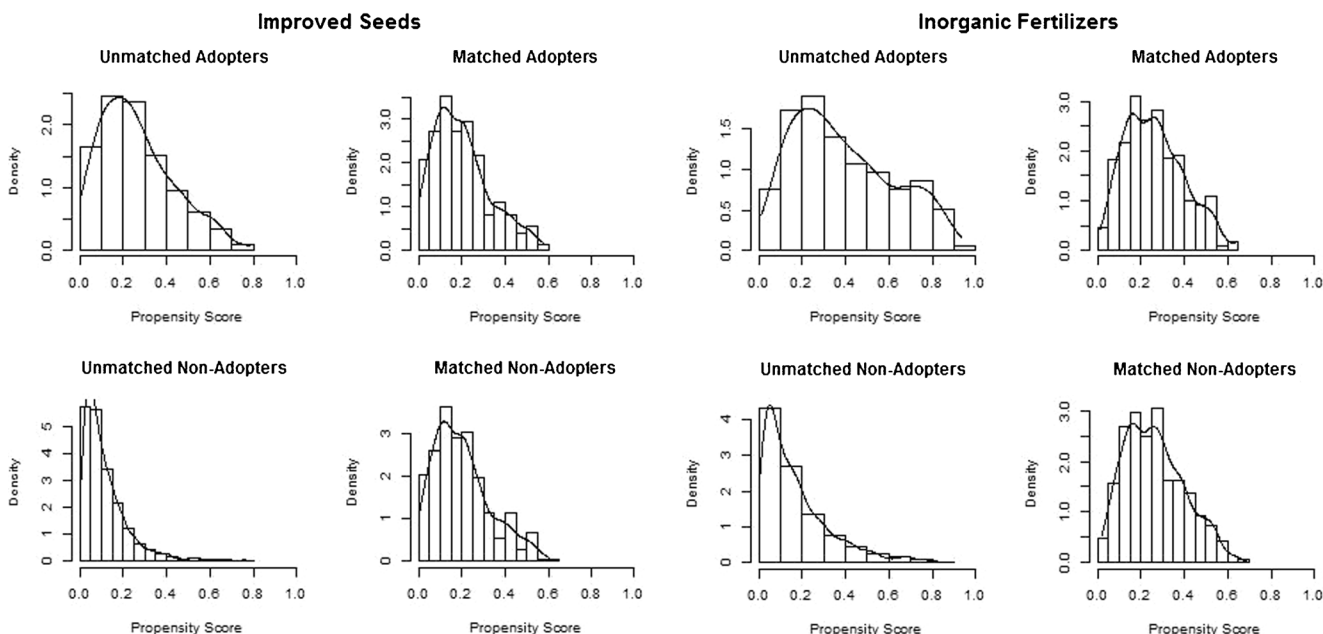 Improved Seeds
Inorganic Fertilizers
Unmatched Adopters
Matched Adopters
Unmatched Adopters
Matched Adopters
Density
0.0
1.0
2.0
0.0 0.2 0.4 0.6 0.8 1.0
Propensity Score
Density
0.0
1.0
2.0
3.0
0.0 0.2 0.4 0.6 0.8 1.0
Propensity Score
Density
0.0
0.5
1.0
1.5
0.0 0.2 0.4 0.6 0.8 1.0
Propensity Score
Density
0.0
1.0
2.0
3.0
0.0 0.2 0.4 0.6 0.8 1.0
Propensity Score
Unmatched Non-Adopters
Matched Non-Adopters
Unmatched Non-Adopters
Matched Non-Adopters
Density
0
1
2
3
4
5
0.0 0.2 0.4 0.6 0.8 1.0
Propensity Score
Density
0
1
2
3
0.0 0.2 0.4 0.6 0.8 1.0
Propensity Score
Density
0
1
2
3
4
0.0 0.2 0.4 0.6 0.8 1.0
Propensity Score
Density
0.0
1.0
2.0
3.0
0.0 0.2 0.4 0.6 0.8 1.0
Propensity Score